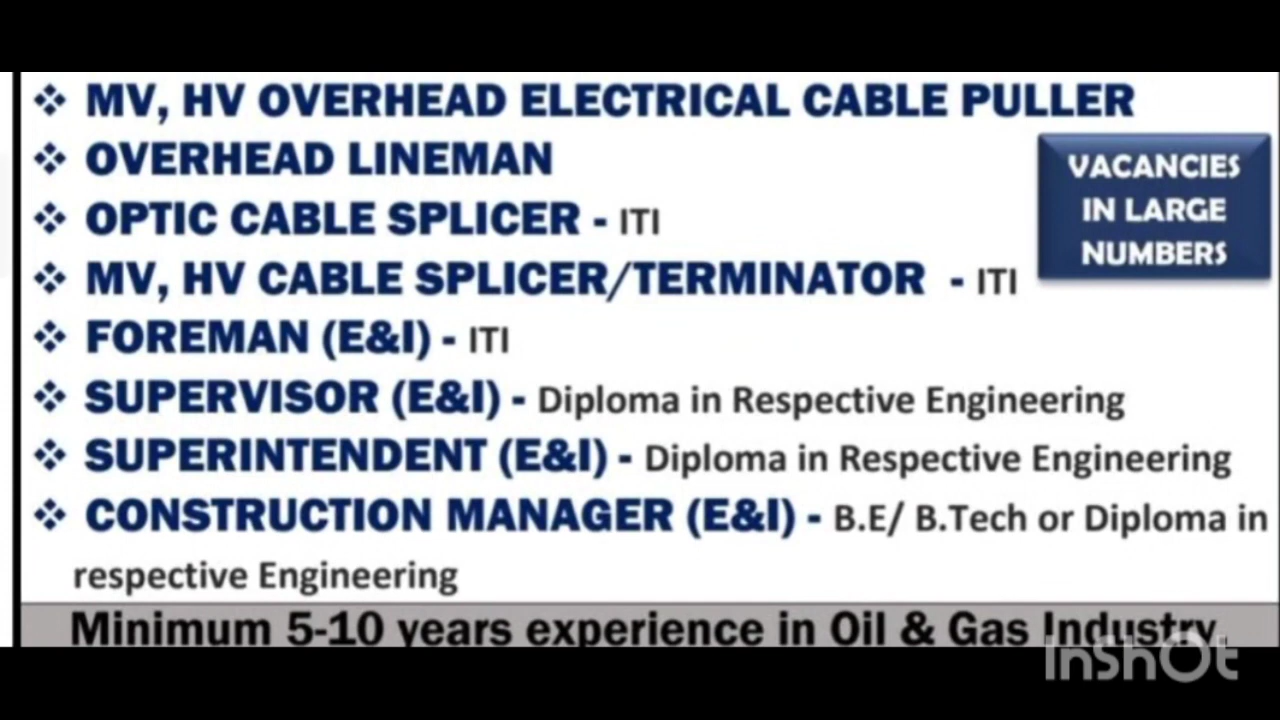 ❖ MV, HV OVERHEAD ELECTRICAL CABLE PULLER
❖ OVERHEAD LINEMAN
❖ OPTIC CABLE SPLICER - ITI
❖ MV, HV CABLE SPLICER/TERMINATOR - ITI
VACANCIES
IN LARGE
NUMBERS
❖ FOREMAN (E&I) - ITI
❖ SUPERVISOR (E&I) - Diploma in Respective Engineering
❖ SUPERINTENDENT (E&I) - Diploma in Respective Engineering
❖ CONSTRUCTION MANAGER (E&I) - B.E/ B.Tech or Diploma in
respective Engineering
Minimum 5-10 years experience in Oil & Gas Industry
InShOt